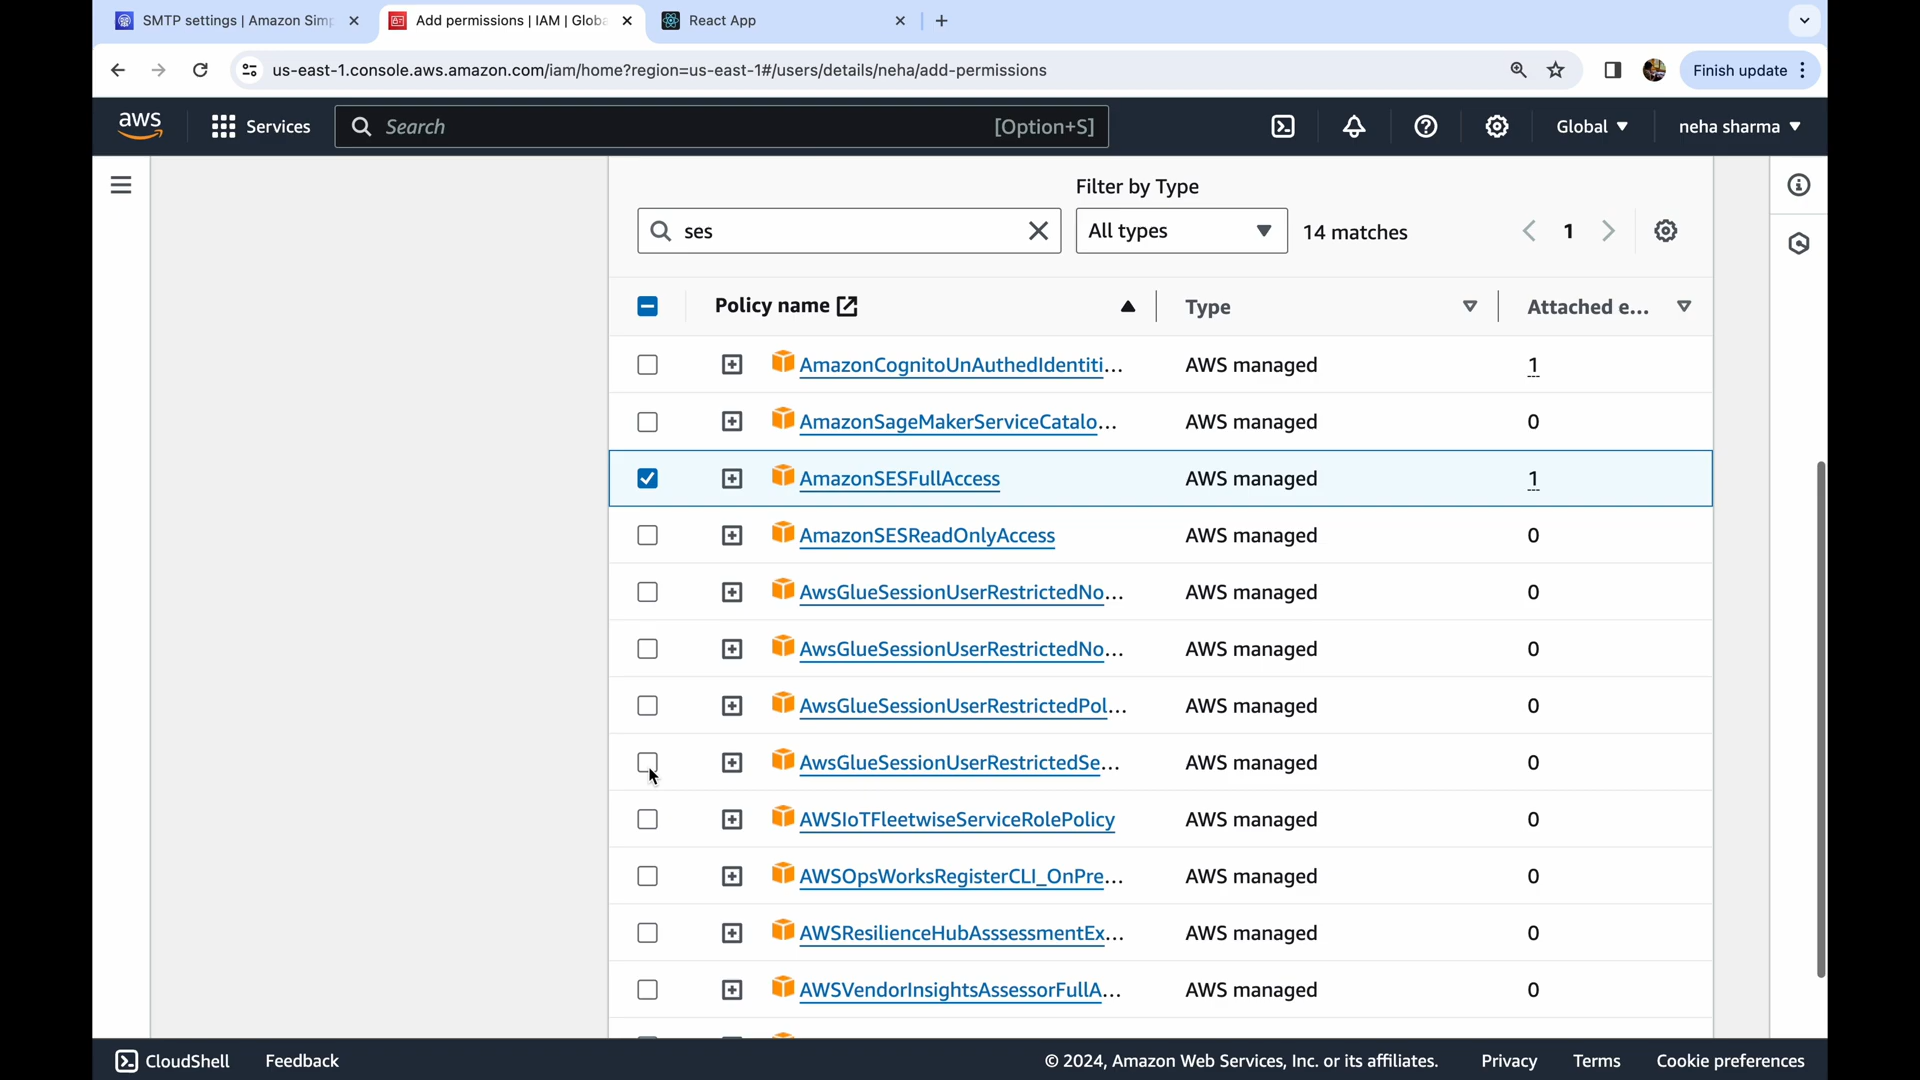 SMTP settings | Amazon Sim
Add permissions | IAM | Globa
React App
us-east-1.console.aws.amazon.com/iam/home?region=us-east-1#/users/details/neha/add-permissions
Finish update
aws
Services
Search
[Option+S]
Global
neha sharma
Filter by Type
ses
All types
14 matches
1
Policy name
Type
Attached e...
AmazonCognitoUnAuthedIdentiti... AWS managed 1
AmazonSageMakerServiceCatalo... AWS managed 0
AmazonSESFullAccess AWS managed 1
AmazonSESReadOnlyAccess AWS managed 0
AwsGlueSessionUserRestrictedNo... AWS managed 0
AwsGlueSessionUserRestrictedNo... AWS managed 0
AwsGlueSessionUserRestrictedPol... AWS managed 0
AwsGlueSessionUserRestrictedSe... AWS managed 0
AWSIoTFleetwiseServiceRolePolicy AWS managed 0
AWSOpsWorksRegisterCLI_OnPre... AWS managed 0
AWSResilienceHubAsssessmentEx... AWS managed 0
AWSVendorInsightsAssessorFullA... AWS managed 0
CloudShell
Feedback
© 2024, Amazon Web Services, Inc. or its affiliates.
Privacy
Terms
Cookie preferences